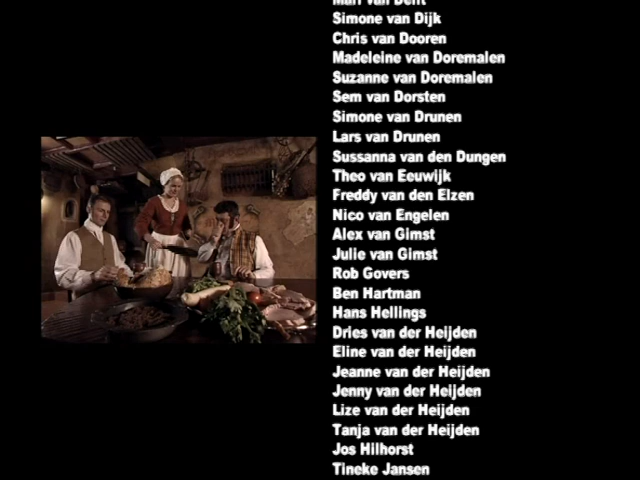 Mari van Delft
Simone van Dijk
Chris van Dooren
Madeleine van Doremalen
Suzanne van Doremalen
Sem van Dorsten
Simone van Drunen
Lars van Drunen
Sussanna van den Dungen
Theo van Eeuwijk
Freddy van den Elzen
Nico van Engelen
Alex van Gimst
Julie van Gimst
Rob Govers
Ben Hartman
Hans Hellings
Dries van der Heijden
Eline van der Heijden
Jeanne van der Heijden
Jenny van der Heijden
Lize van der Heijden
Tanja van der Heijden
Jos Hilhorst
Tineke Jansen